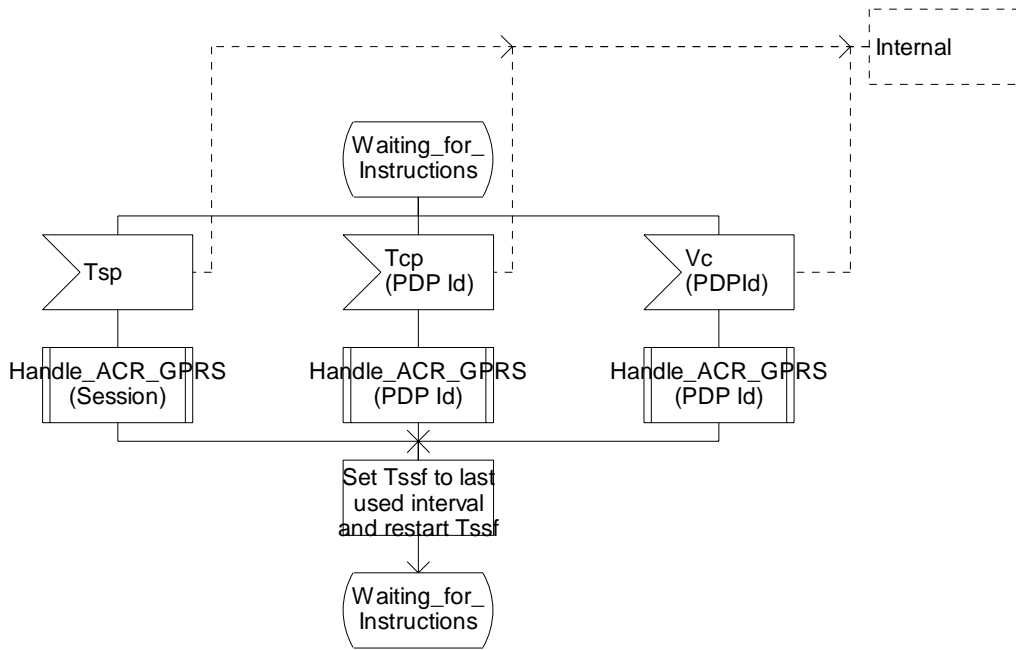 Internal
Waiting_for_
Instructions
Tsp
Tcp
(PDP Id)
Vc
(PDPId)
Handle_ACR_GPRS
(Session)
Handle_ACR_GPRS
(PDP Id)
Handle_ACR_GPRS
(PDP Id)
Set Tssf to last
used interval
and restart Tssf
Waiting_for_
Instructions